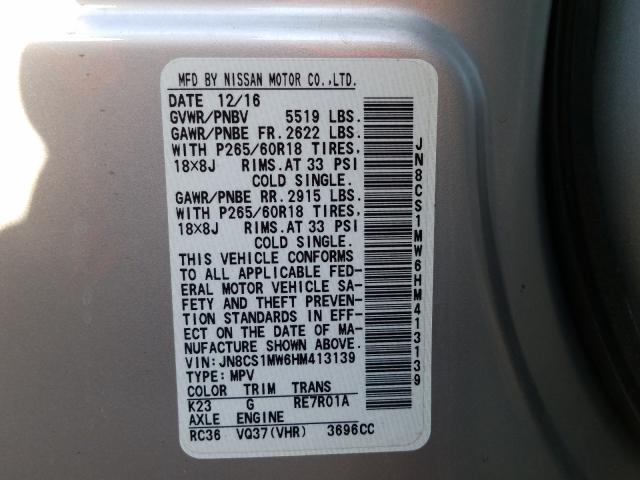 MFD BY NISSAN MOTOR CO.,LTD.
DATE 12/16
GVWR/PNBV 5519 LBS.
GAWR/PNBE FR. 2622 LBS.
WITH P265/60R18 TIRES,
18×8J RIMS. AT 33 PSI
COLD SINGLE.
GAWR/PNBE RR. 2915 LBS.
WITH P265/60R18 TIRES,
18×8J RIMS. AT 33 PSI
COLD SINGLE.
THIS VEHICLE CONFORMS
TO ALL APPLICABLE FED-
ERAL MOTOR VEHICLE SA-
FETY AND THEFT PREVEN-
TION STANDARDS IN EFF-
ECT ON THE DATE OF MA-
NUFACTURE SHOWN ABOVE.
VIN: JN8CS1MW6HM413139
TYPE: MPV
COLOR TRIM TRANS
K23 G RE7R01A
AXLE ENGINE
RC36 VQ37(VHR) 3696CC
JN8CS1MW6HM413139